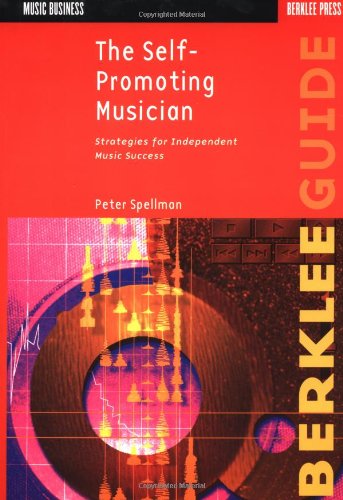 MUSIC BUSINESS
BERKLEE PRESS
The Self-
Promoting
Musician
Strategies for Independent
Music Success
Peter Spellman
BERKLEE GUIDE